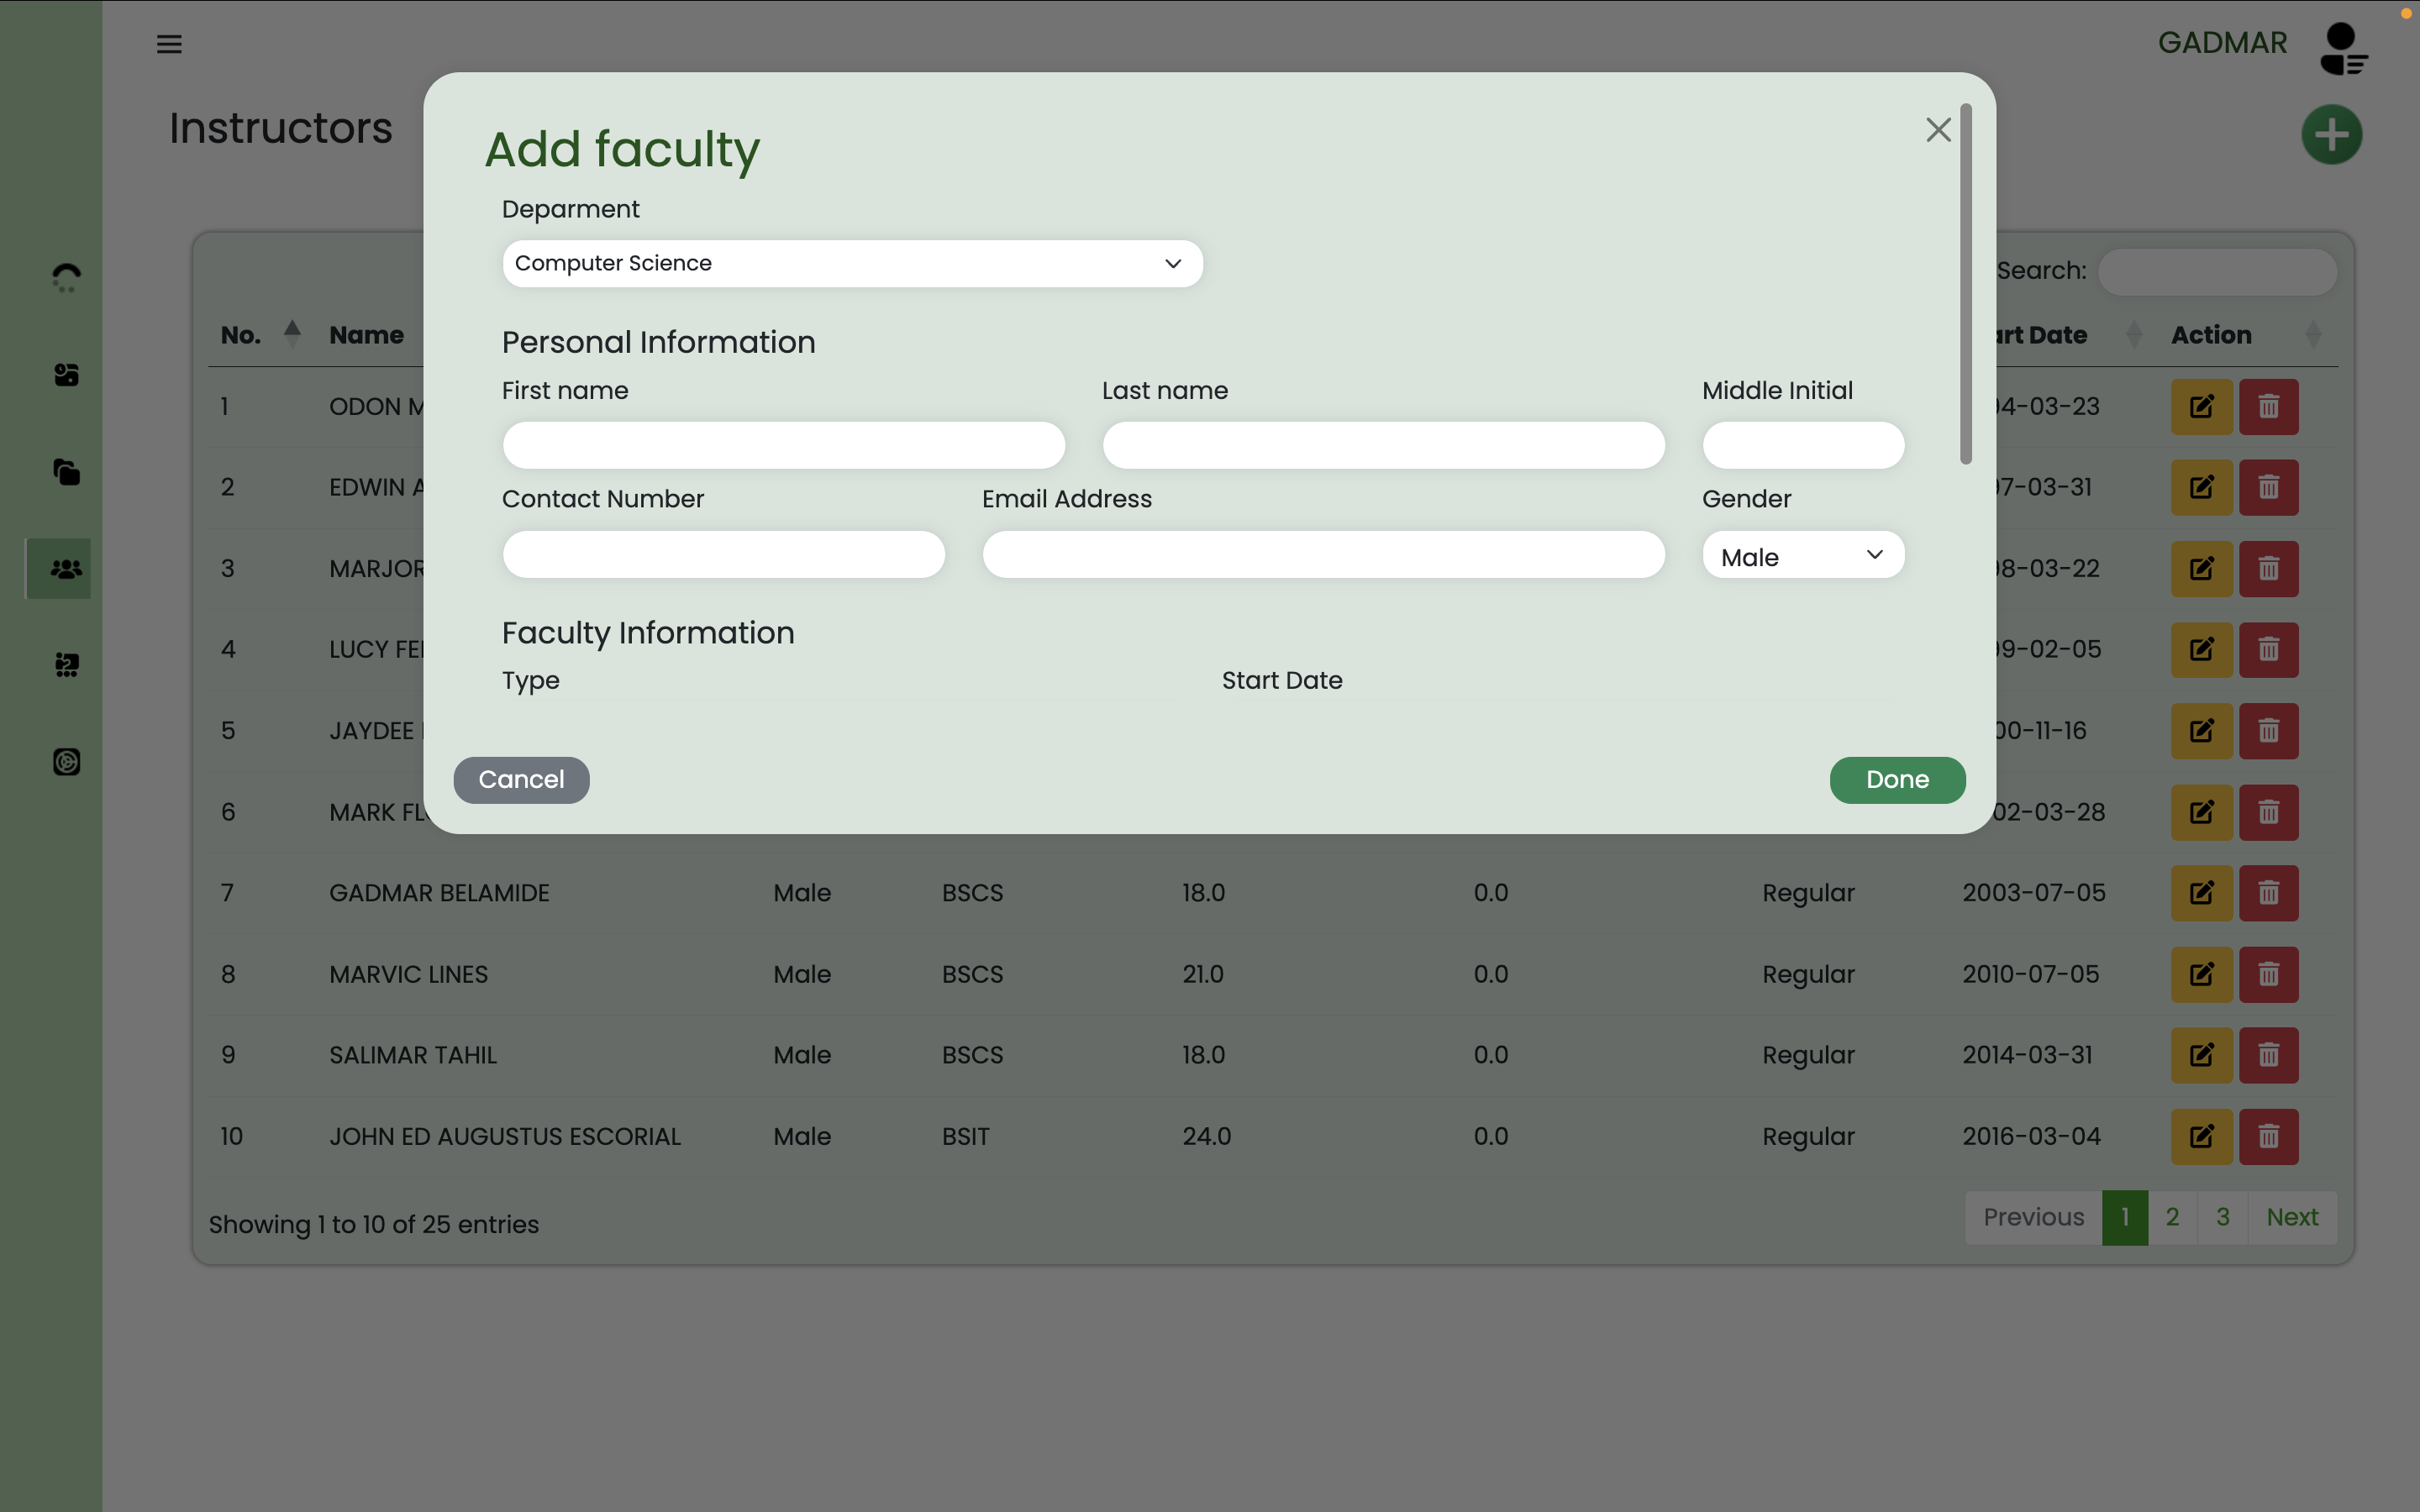 GADMAR
Instructors
Add faculty
Deparment
Computer Science
Personal Information
First name Last name Middle Initial
Contact Number Email Address Gender
Male
Faculty Information
Type Start Date
Cancel Done
Search:
No. Name Date Action
1 ODON 4-03-23
2 EDWIN 7-03-31
3 8-03-22
4 LUCY 9-02-05
5 JAYDEE 00-11-16
6 MARK 02-03-28
7 GADMAR BELAMIDE Male BSCS 18.0 0.0 Regular 2003-07-05
8 MARVIC LINES Male BSCS 21.0 0.0 Regular 2010-07-05
9 SALIMAR TAHIL Male BSCS 18.0 0.0 Regular 2014-03-31
10 JOHN ED AUGUSTUS ESCORIAL Male BSIT 24.0 0.0 Regular 2016-03-04
Showing 1 to 10 of 25 entries
Previous 1 2 3 Next